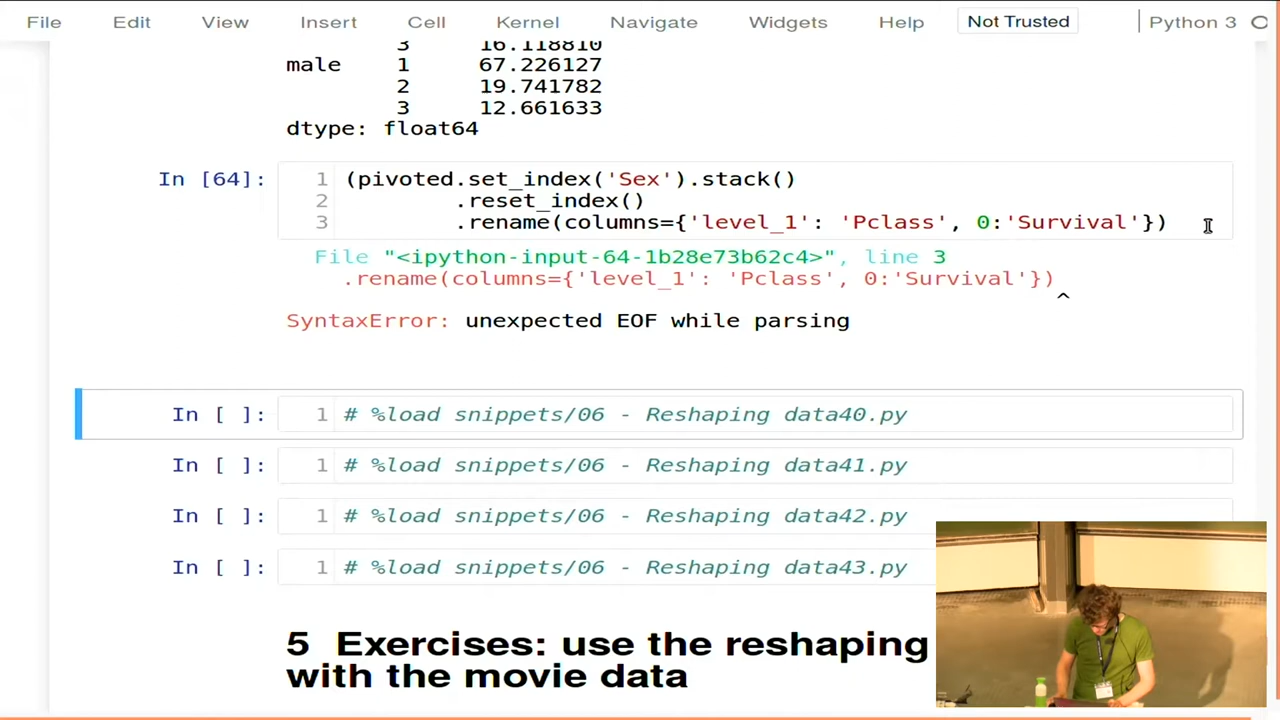 File Edit View Insert Cell Kernel Navigate Widgets Help Not Trusted Python 3
3 16.118810
male 1 67.226127
2 19.741782
3 12.661633
dtype: float64
In [64]: 1 (pivoted.set_index('Sex').stack()
2 .reset_index()
3 .rename(columns={'level_1': 'Pclass', 0:'Survival'})
File "<ipython-input-64-1b28e73b62c4>", line 3
.rename(columns={'level_1': 'Pclass', 0:'Survival'})
^
SyntaxError: unexpected EOF while parsing
In [ ]: 1 # %load snippets/06 - Reshaping data40.py
In [ ]: 1 # %load snippets/06 - Reshaping data41.py
In [ ]: 1 # %load snippets/06 - Reshaping data42.py
In [ ]: 1 # %load snippets/06 - Reshaping data43.py
5 Exercises: use the reshaping
with the movie data